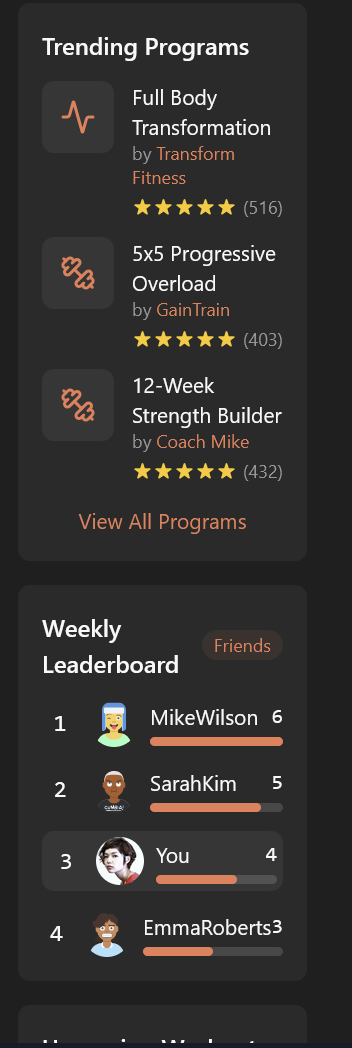 Trending Programs
Full Body
Transformation
by Transform
Fitness
(516)
5x5 Progressive
Overload
by GainTrain
(403)
12-Week
Strength Builder
by Coach Mike
(432)
View All Programs
Weekly
Leaderboard
Friends
1 MikeWilson 6
2 SarahKim 5
3 You 4
4 EmmaRoberts 3